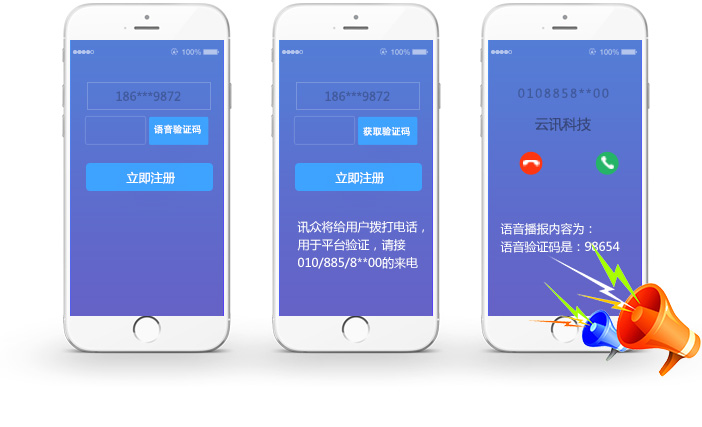 100%
186***9872
语音验证码
立即注册
100%
186***9872
获取验证码
立即注册
讯众将给用户拨打电话，
用于平台验证，请接
010/885/8**00的来电
100%
0108858**00
云讯科技
语音播报内容为：
语音验证码是：98654